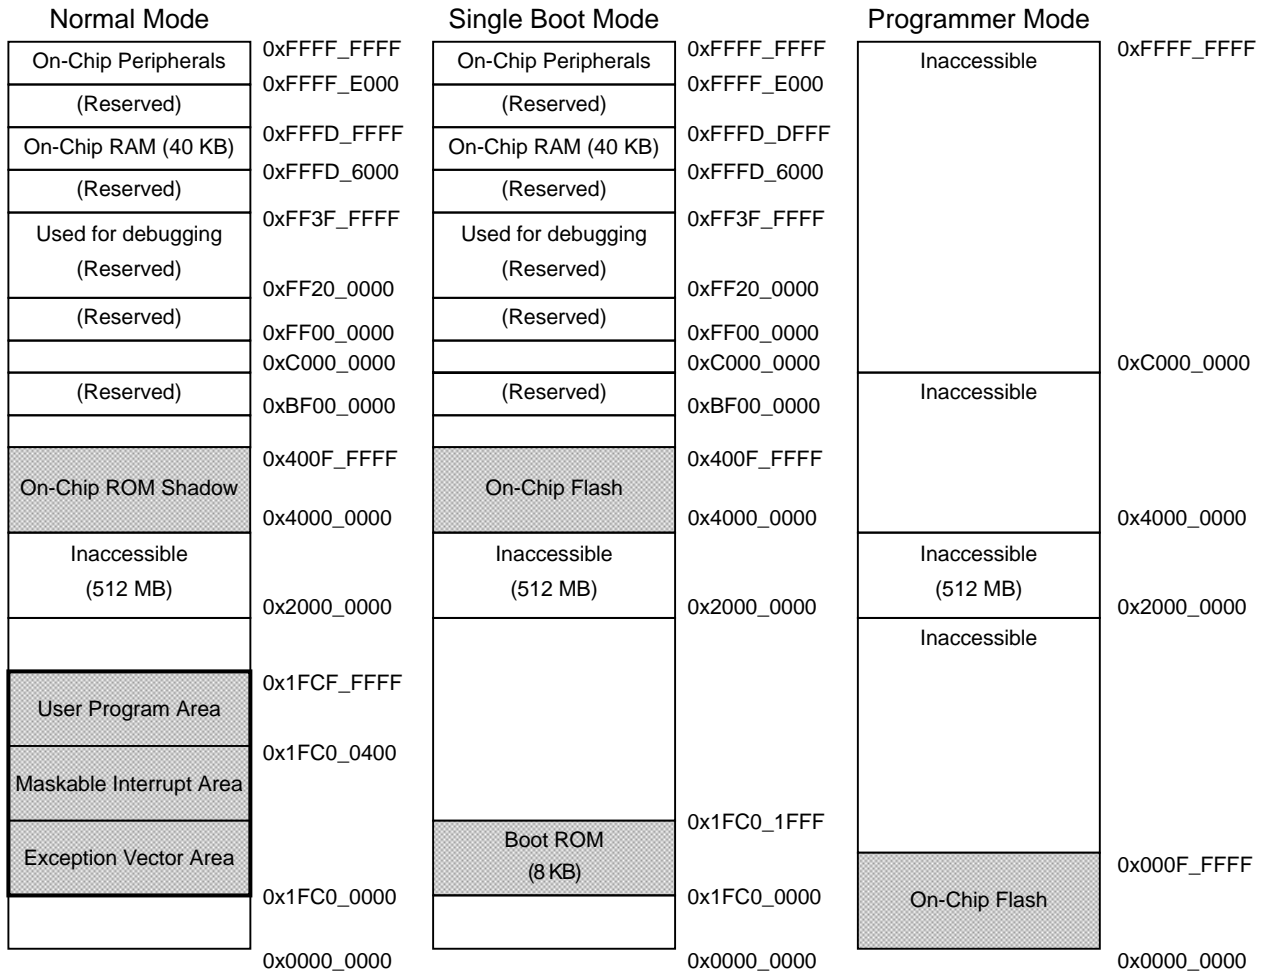 Normal Mode
On-Chip Peripherals
0xFFFF_FFFF
0xFFFF_E000
(Reserved)
0xFFFD_FFFF
On-Chip RAM (40 KB)
0xFFFD_6000
(Reserved)
0xFF3F_FFFF
Used for debugging
(Reserved)
0xFF20_0000
(Reserved)
0xFF00_0000
0xC000_0000
(Reserved)
0xBF00_0000
0x400F_FFFF
On-Chip ROM Shadow
0x4000_0000
Inaccessible
(512 MB)
0x2000_0000
0x1FCF_FFFF
User Program Area
0x1FC0_0400
Maskable Interrupt Area
Exception Vector Area
0x1FC0_0000
0x0000_0000
Single Boot Mode
On-Chip Peripherals
0xFFFF_FFFF
0xFFFF_E000
(Reserved)
0xFFFD_DFFF
On-Chip RAM (40 KB)
0xFFFD_6000
(Reserved)
0xFF3F_FFFF
Used for debugging
(Reserved)
0xFF20_0000
(Reserved)
0xFF00_0000
0xC000_0000
(Reserved)
0xBF00_0000
0x400F_FFFF
On-Chip Flash
0x4000_0000
Inaccessible
(512 MB)
0x2000_0000
0x1FC0_1FFF
Boot ROM
(8 KB)
0x1FC0_0000
0x0000_0000
Programmer Mode
Inaccessible
0xFFFF_FFFF
0xC000_0000
Inaccessible
0x4000_0000
Inaccessible
(512 MB)
0x2000_0000
Inaccessible
0x000F_FFFF
On-Chip Flash
0x0000_0000